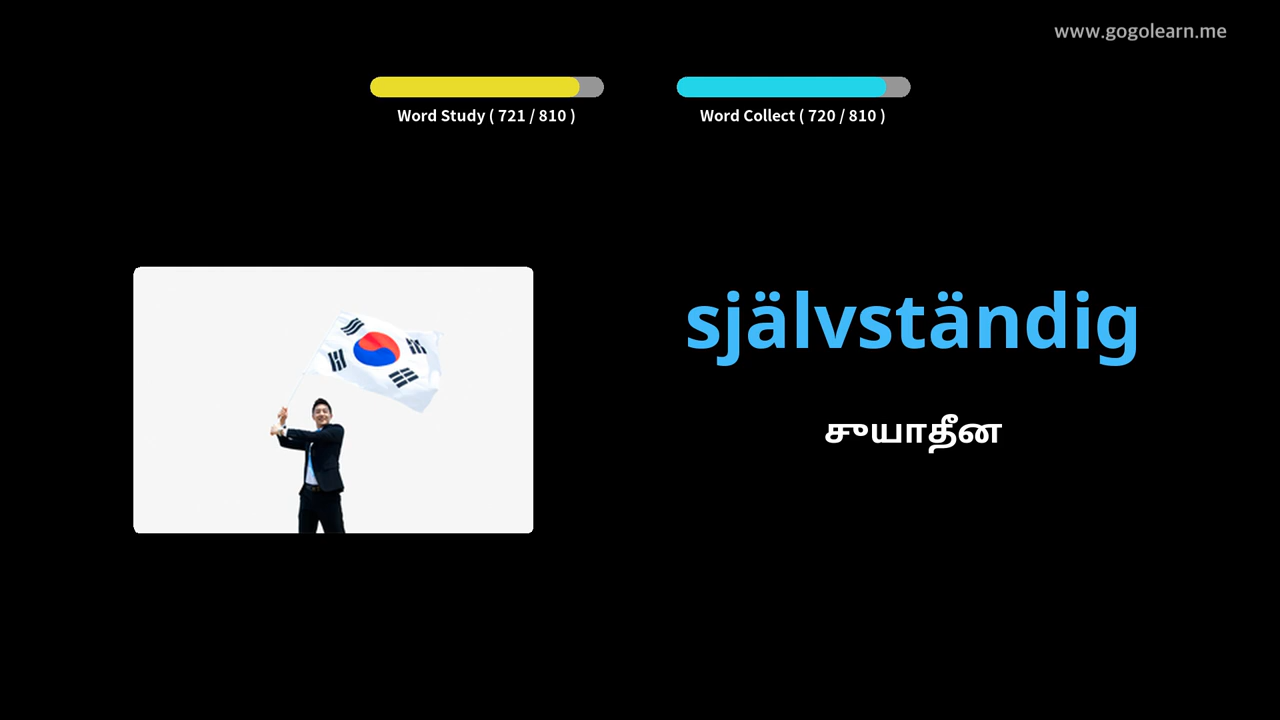 www.gogolearn.me
Word Study ( 721 / 810 )
Word Collect ( 720 / 810 )
självständig
சுயாதீன